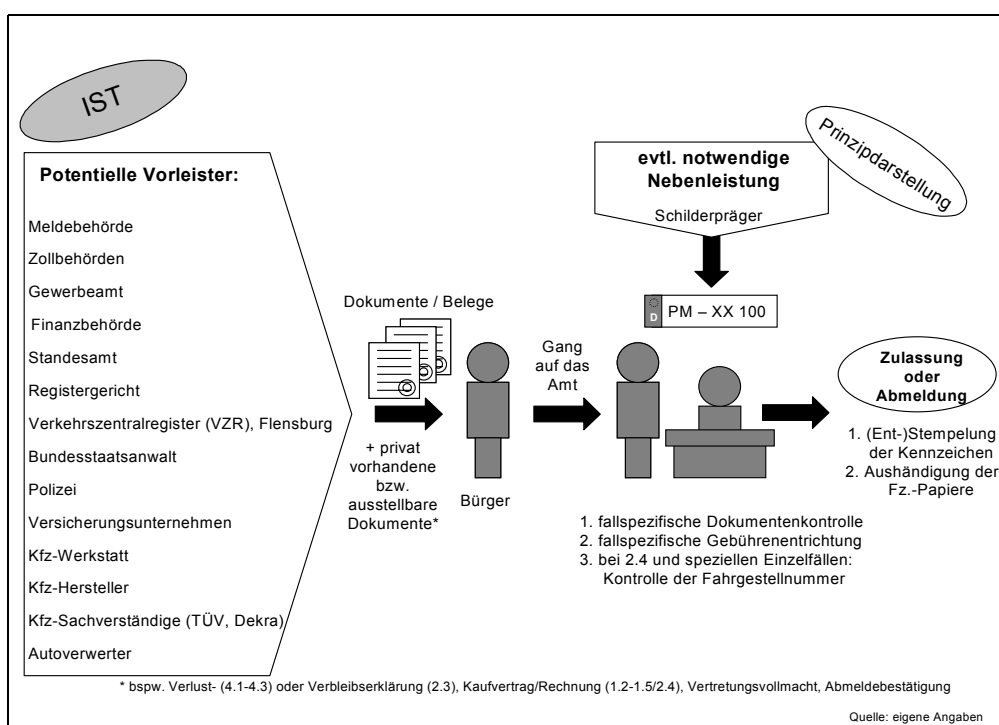 IST
Prinzipdarstellung
Potentielle Vorleister:
Meldebehörde
Zollbehörden
Gewerbeamt
Finanzbehörde
Standesamt
Registergericht
Verkehrszentralregister (VZR), Flensburg
Bundesstaatsanwalt
Polizei
Versicherungsunternehmen
Kfz-Werkstatt
Kfz-Hersteller
Kfz-Sachverständige (TÜV, Dekra)
Autoverwerter
Dokumente / Belege
+ privat
vorhandene
bzw.
ausstellbare
Dokumente*
Bürger
Gang
auf das
Amt
evtl. notwendige
Nebenleistung
Schilderpräger
D
PM – XX 100
1. fallspezifische Dokumentenkontrolle
2. fallspezifische Gebührenentrichtung
3. bei 2.4 und speziellen Einzelfällen:
Kontrolle der Fahrgestellnummer
Zulassung
oder
Abmeldung
1. (Ent-)Stempelung
der Kennzeichen
2. Aushändigung der
Fz.-Papiere
* bspw. Verlust- (4.1-4.3) oder Verbleibserklärung (2.3), Kaufvertrag/Rechnung (1.2-1.5/2.4), Vertretungsvollmacht, Abmeldebestätigung
Quelle: eigene Angaben